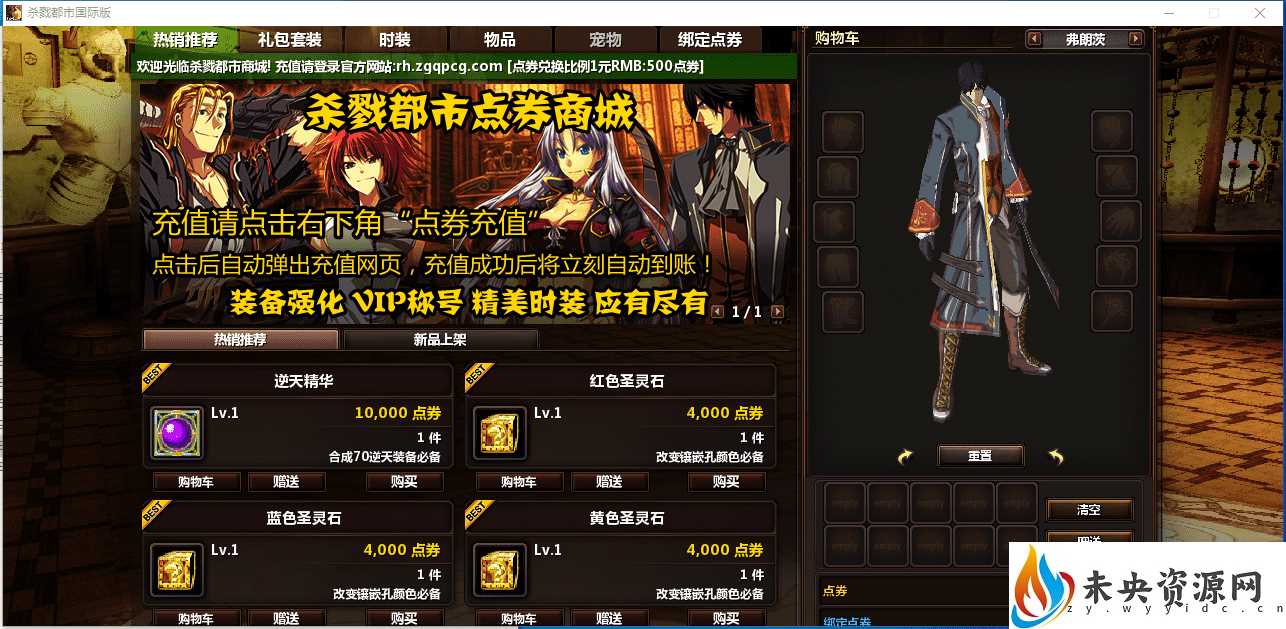 杀戮都市国际版
热销推荐 礼包套装 时装 物品 宠物 绑定点券
欢迎光临杀戮都市商城! 充值请登录官方网站:rh.zgqpcg.com [点券兑换比例1元RMB:500点券]
杀戮都市点券商城
充值请点击右下角“点券充值”
点击后自动弹出充值网页，充值成功后将立刻自动到账！
装备强化 VIP称号 精美时装 应有尽有
1 / 1
热销推荐 新品上架
BEST 逆天精华
Lv.1 10,000 点券
1 件
合成70逆天装备必备
购物车 赠送 购买
BEST 红色圣灵石
Lv.1 4,000 点券
1 件
改变镶嵌孔颜色必备
购物车 赠送 购买
BEST 蓝色圣灵石
Lv.1 4,000 点券
1 件
改变镶嵌孔颜色必备
购物车 赠送 购买
BEST 黄色圣灵石
Lv.1 4,000 点券
1 件
改变镶嵌孔颜色必备
购物车 赠送 购买
购物车 弗朗茨
重置
清空
赠送
点券
绑定点券
未央资源网
zy.wyyidc.cn